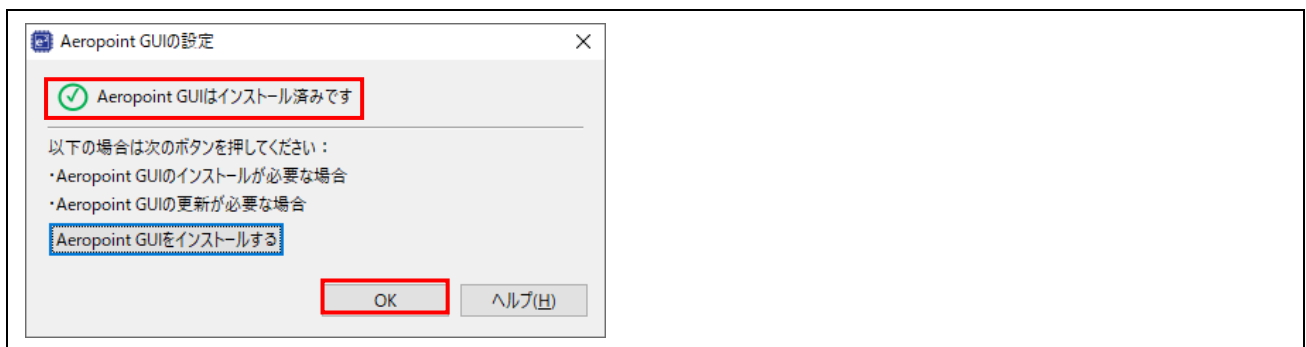 Aeropoint GUIの設定
Aeropoint GUIはインストール済みです
以下の場合は次のボタンを押してください：
・Aeropoint GUIのインストールが必要な場合
・Aeropoint GUIの更新が必要な場合
Aeropoint GUIをインストールする
OK ヘルプ(H)